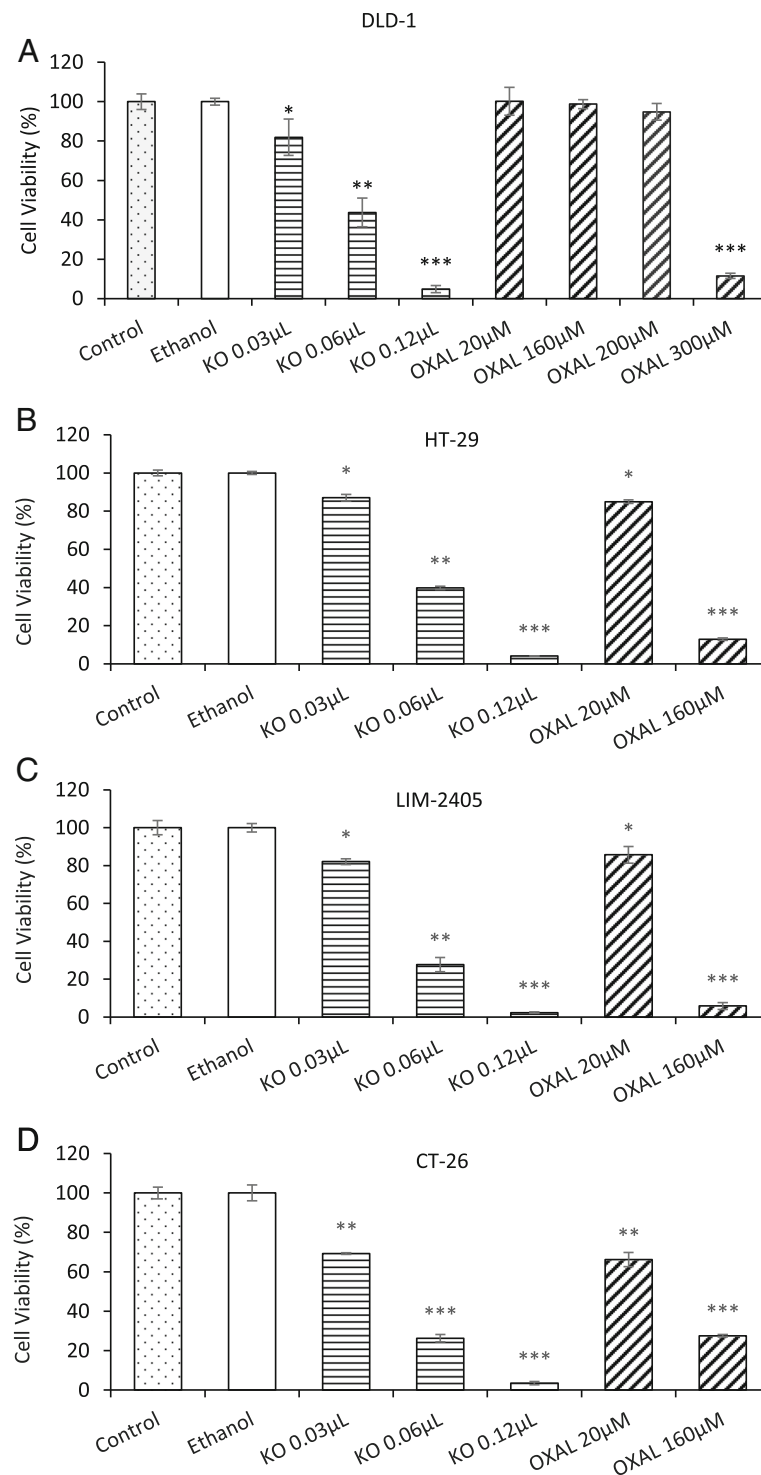 DLD-1
A
120
100
80
60
40
20
0
Cell Viability (%)
*
**
***
***
Control
Ethanol
KO 0.03µL
KO 0.06µL
KO 0.12µL
OXAL 20µM
OXAL 160µM
OXAL 200µM
OXAL 300µM
B
HT-29
120
100
80
60
40
20
0
Cell Viability (%)
*
**
***
*
***
Control
Ethanol
KO 0.03µL
KO 0.06µL
KO 0.12µL
OXAL 20µM
OXAL 160µM
C
LIM-2405
120
100
80
60
40
20
0
Cell Viability (%)
*
**
***
*
***
Control
Ethanol
KO 0.03µL
KO 0.06µL
KO 0.12µL
OXAL 20µM
OXAL 160µM
D
CT-26
120
100
80
60
40
20
0
Cell Viability (%)
**
***
***
**
***
Control
Ethanol
KO 0.03µL
KO 0.06µL
KO 0.12µL
OXAL 20µM
OXAL 160µM